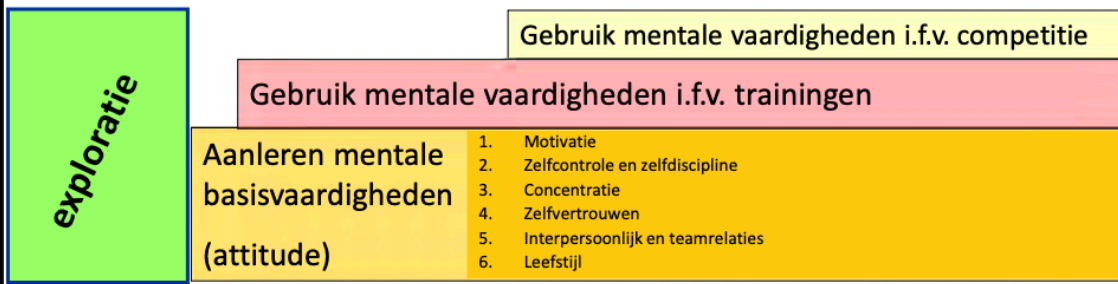 exploratie
Gebruik mentale vaardigheden i.f.v. competitie
Gebruik mentale vaardigheden i.f.v. trainingen
Aanleren mentale
basisvaardigheden
(attitude)
1. Motivatie
2. Zelfcontrole en zelfdiscipline
3. Concentratie
4. Zelfvertrouwen
5. Interpersoonlijk en teamrelaties
6. Leefstijl